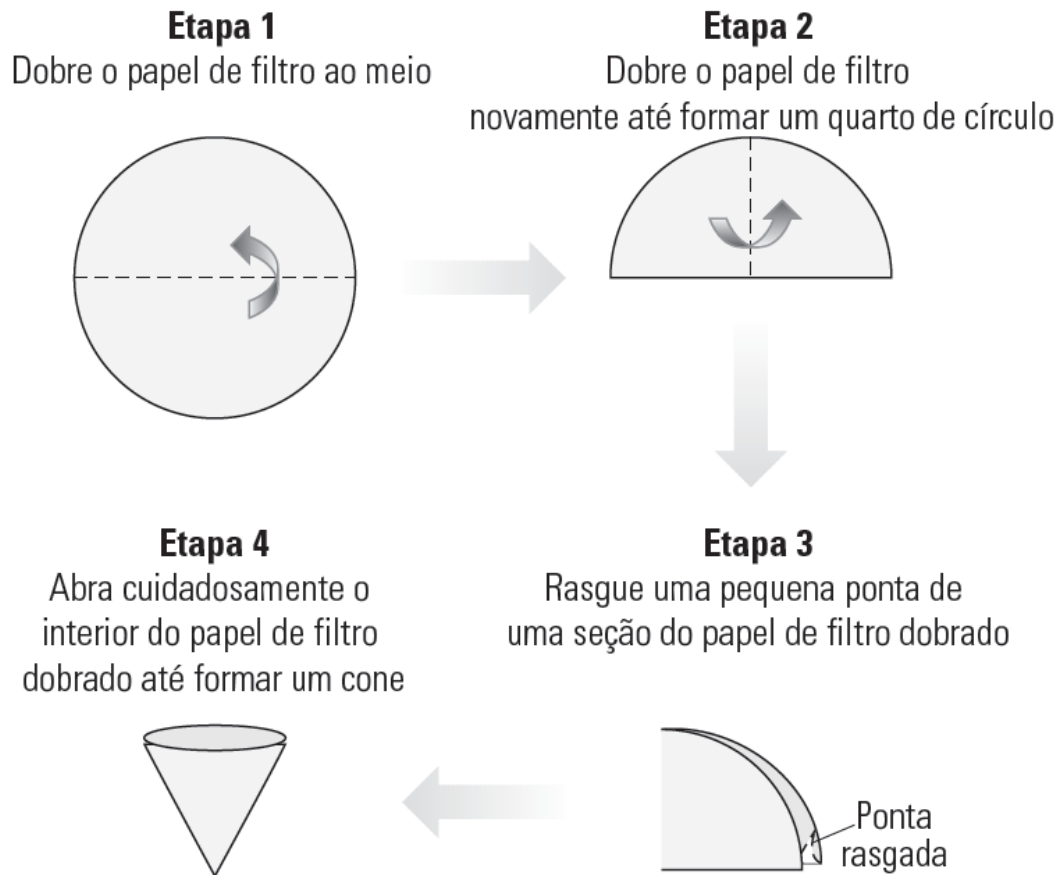 Etapa 1
Dobre o papel de filtro ao meio
Etapa 2
Dobre o papel de filtro
novamente até formar um quarto de círculo
Etapa 3
Rasgue uma pequena ponta de
uma seção do papel de filtro dobrado
Ponta
rasgada
Etapa 4
Abra cuidadosamente o
interior do papel de filtro
dobrado até formar um cone